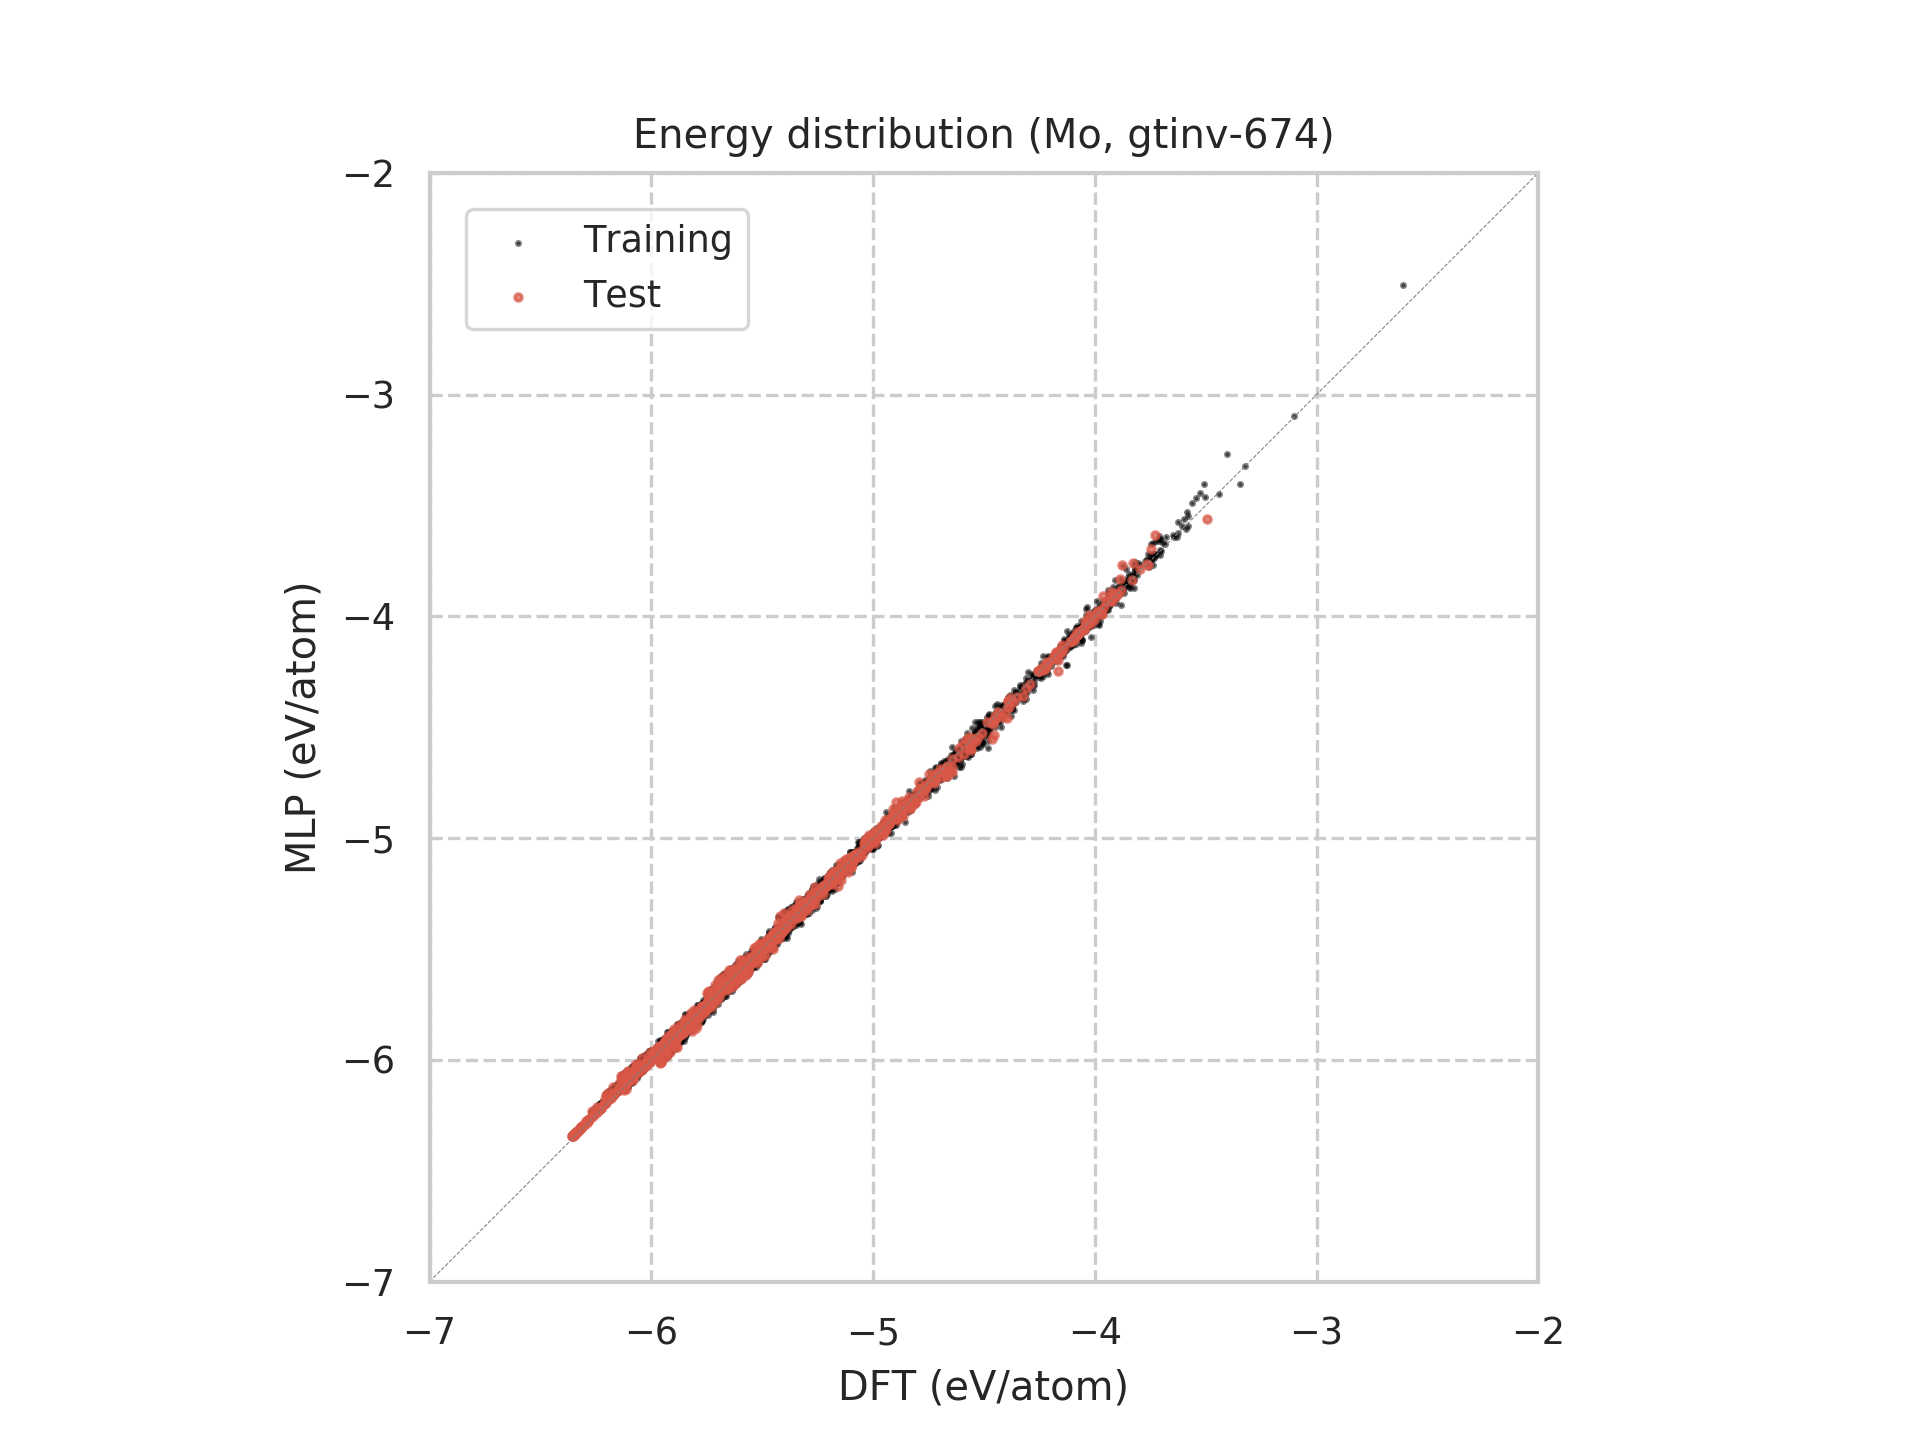 Energy distribution (Mo, gtinv-674)
−2
−3
−4
−5
−6
−7
MLP (eV/atom)
Training
Test
−7 −6 −5 −4 −3 −2
DFT (eV/atom)